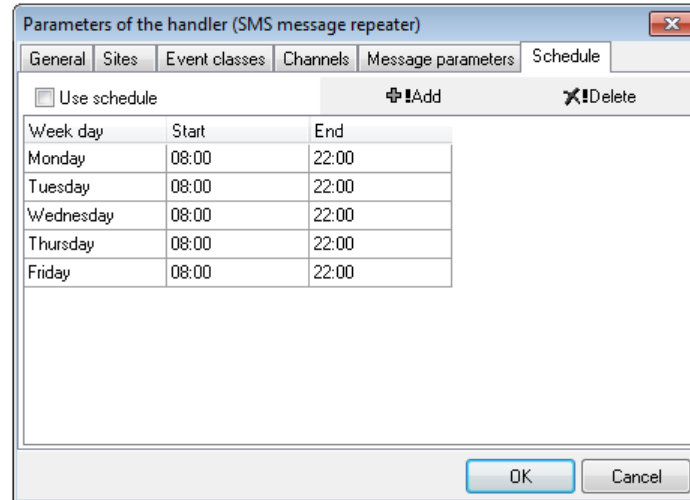 Parameters of the handler (SMS message repeater)
General Sites Event classes Channels Message parameters Schedule
Use schedule !Add !Delete
Week day Start End
Monday 08:00 22:00
Tuesday 08:00 22:00
Wednesday 08:00 22:00
Thursday 08:00 22:00
Friday 08:00 22:00
OK Cancel